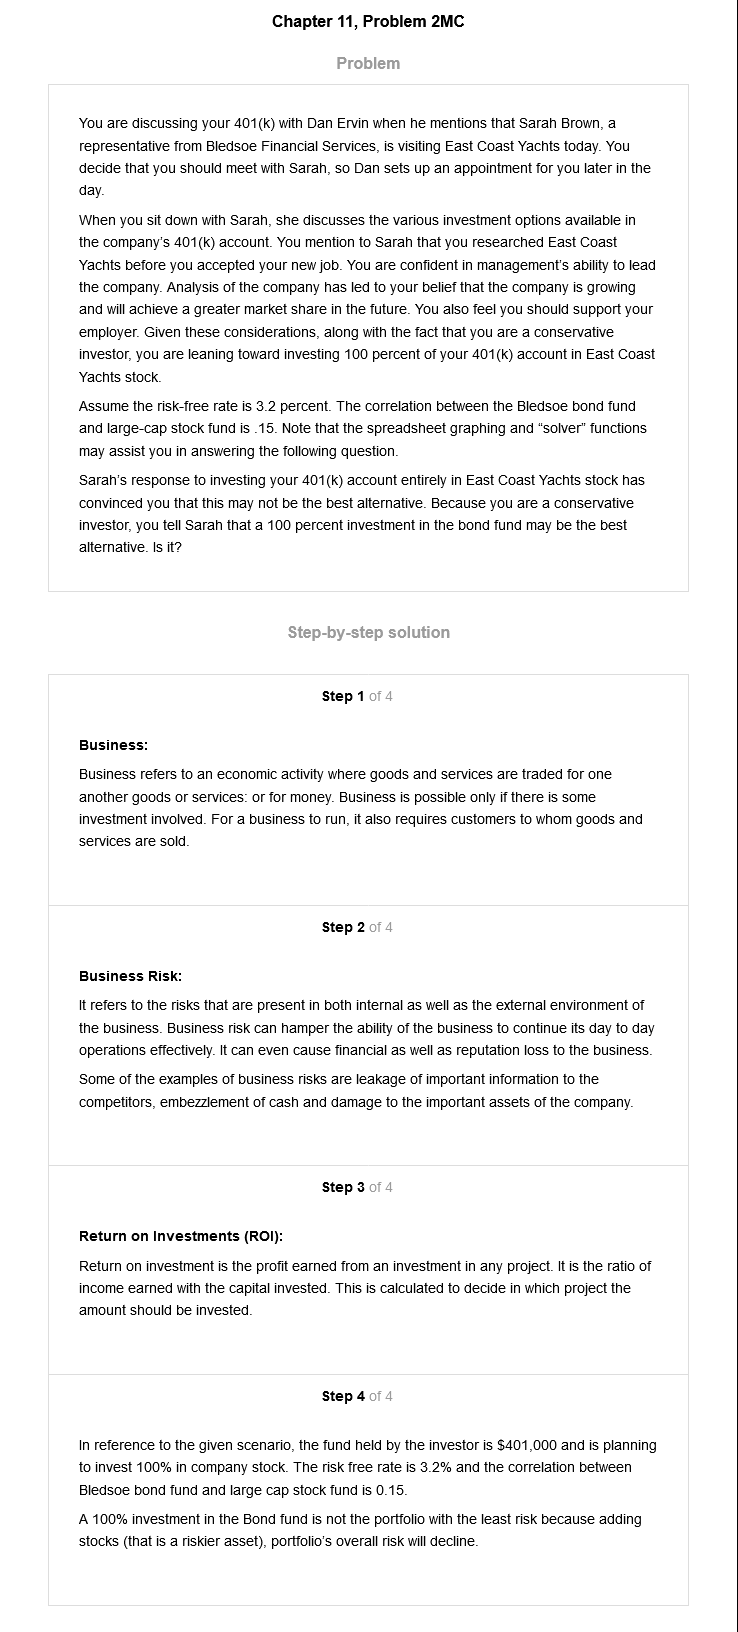 Chapter 11, Problem 2MC
Problem
You are discussing your 401(k) with Dan Ervin when he mentions that Sarah Brown, a
representative from Bledsoe Financial Services, is visiting East Coast Yachts today. You
decide that you should meet with Sarah, so Dan sets up an appointment for you later in the
day.
When you sit down with Sarah, she discusses the various investment options available in
the company's 401(k) account. You mention to Sarah that you researched East Coast
Yachts before you accepted your new job. You are confident in management's ability to lead
the company. Analysis of the company has led to your belief that the company is growing
and will achieve a greater market share in the future. You also feel you should support your
employer. Given these considerations, along with the fact that you are a conservative
investor, you are leaning toward investing 100 percent of your 401(k) account in East Coast
Yachts stock.
Assume the risk-free rate is 3.2 percent. The correlation between the Bledsoe bond fund
and large-cap stock fund is .15. Note that the spreadsheet graphing and “solver” functions
may assist you in answering the following question.
Sarah's response to investing your 401(k) account entirely in East Coast Yachts stock has
convinced you that this may not be the best alternative. Because you are a conservative
investor, you tell Sarah that a 100 percent investment in the bond fund may be the best
alternative. Is it?
Step-by-step solution
Step 1 of 4
Business:
Business refers to an economic activity where goods and services are traded for one
another goods or services: or for money. Business is possible only if there is some
investment involved. For a business to run, it also requires customers to whom goods and
services are sold.
Step 2 of 4
Business Risk:
It refers to the risks that are present in both internal as well as the external environment of
the business. Business risk can hamper the ability of the business to continue its day to day
operations effectively. It can even cause financial as well as reputation loss to the business.
Some of the examples of business risks are leakage of important information to the
competitors, embezzlement of cash and damage to the important assets of the company.
Step 3 of 4
Return on Investments (ROI):
Return on investment is the profit earned from an investment in any project. It is the ratio of
income earned with the capital invested. This is calculated to decide in which project the
amount should be invested.
Step 4 of 4
In reference to the given scenario, the fund held by the investor is $401,000 and is planning
to invest 100% in company stock. The risk free rate is 3.2% and the correlation between
Bledsoe bond fund and large cap stock fund is 0.15.
A 100% investment in the Bond fund is not the portfolio with the least risk because adding
stocks (that is a riskier asset), portfolio's overall risk will decline.